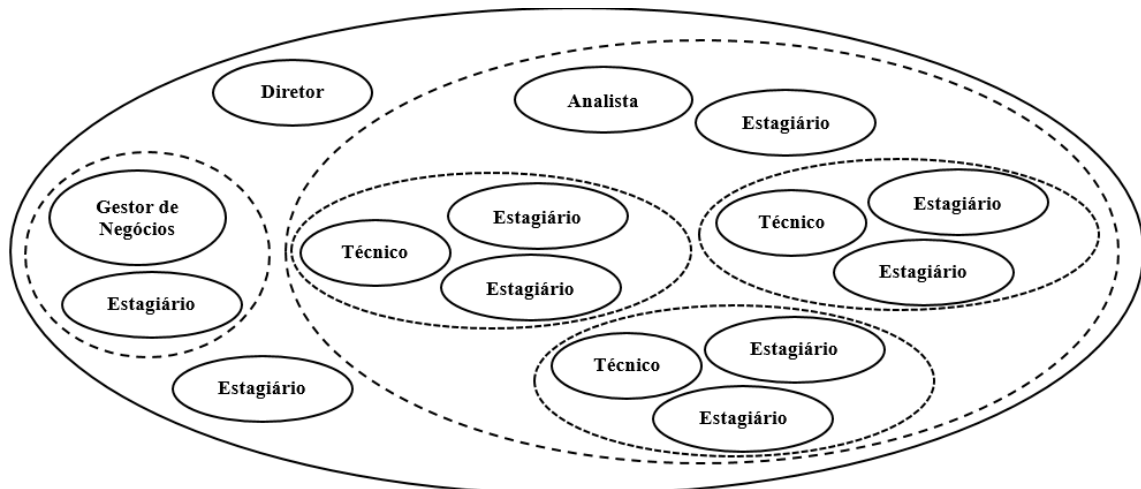 Diretor
Analista
Estagiário
Gestor de
Negócios
Estagiário
Estagiário
Técnico
Estagiário
Estagiário
Técnico
Estagiário
Estagiário
Técnico
Estagiário
Estagiário